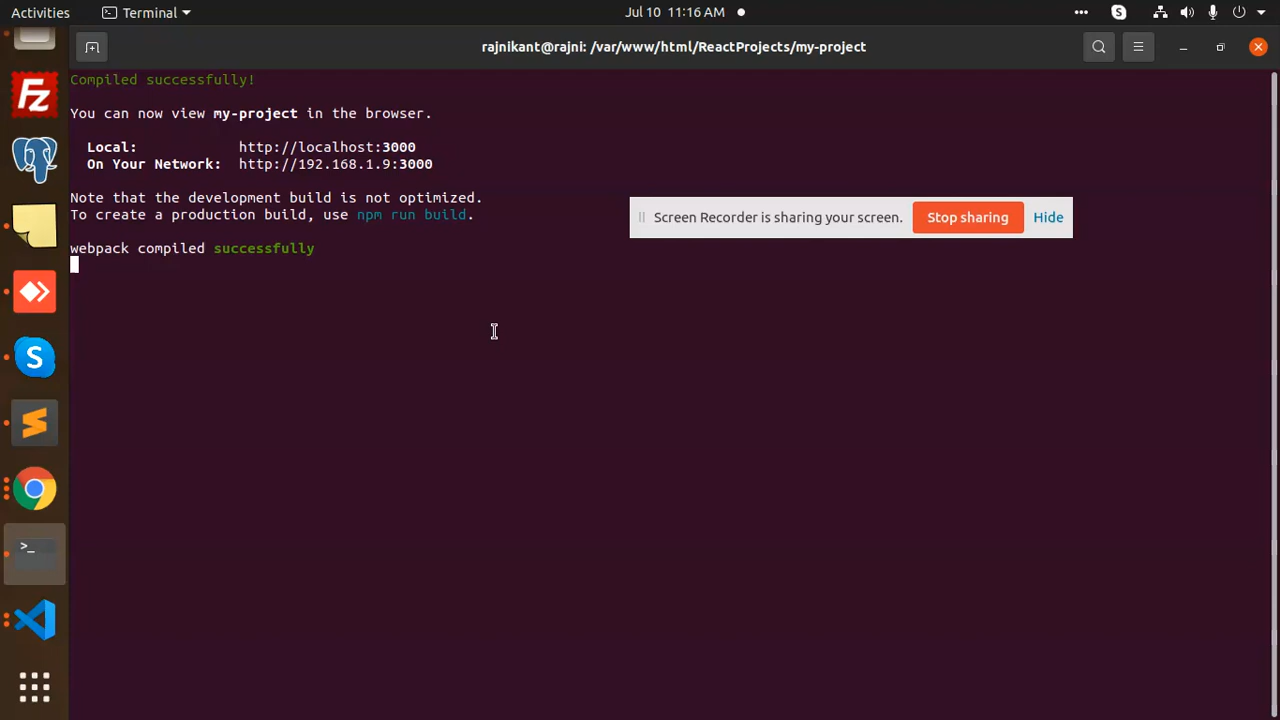 Activities
Terminal
Jul 10 11:16 AM
rajnikant@rajni: /var/www/html/ReactProjects/my-project
Compiled successfully!
You can now view my-project in the browser.
Local: http://localhost:3000
On Your Network: http://192.168.1.9:3000
Note that the development build is not optimized.
To create a production build, use npm run build.
Screen Recorder is sharing your screen.
Stop sharing
Hide
webpack compiled successfully
Fz
S
S
>_